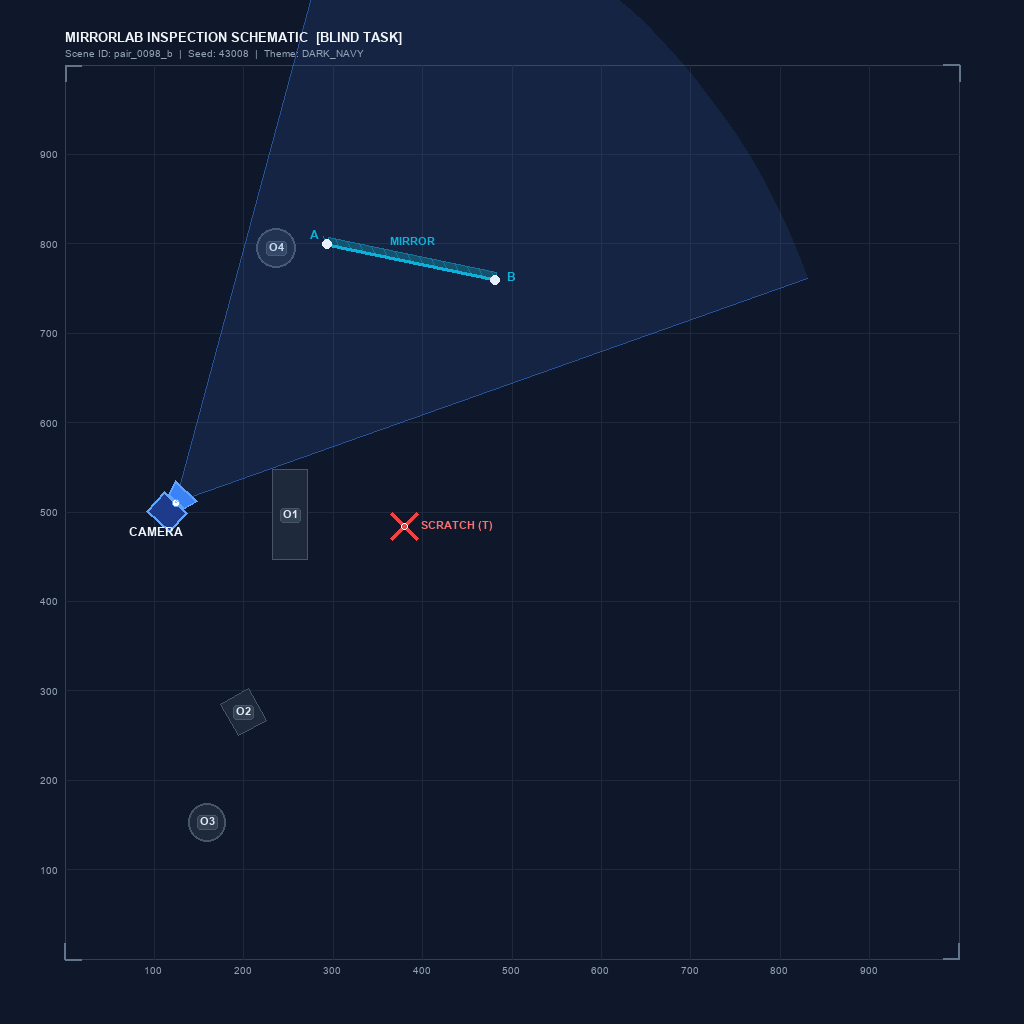 MIRRORLAB INSPECTION SCHEMATIC [BLIND TASK]
Scene ID: pair_0098_b | Seed: 43008 | Theme: DARK_NAVY
900
800
700
600
500
400
300
200
100
O4
A
MIRROR
B
CAMERA
O1
SCRATCH (T)
O2
O3
100 200 300 400 500 600 700 800 900